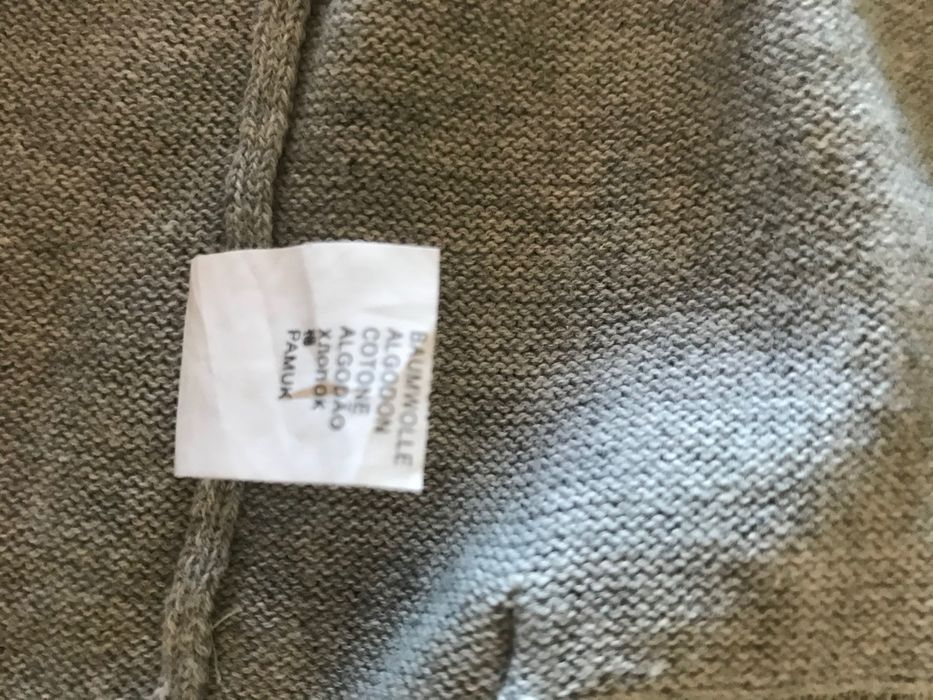 BAUMWOLLE
ALGODON
COTONE
ALGODÃO
ХЛОПОК
PAMUK